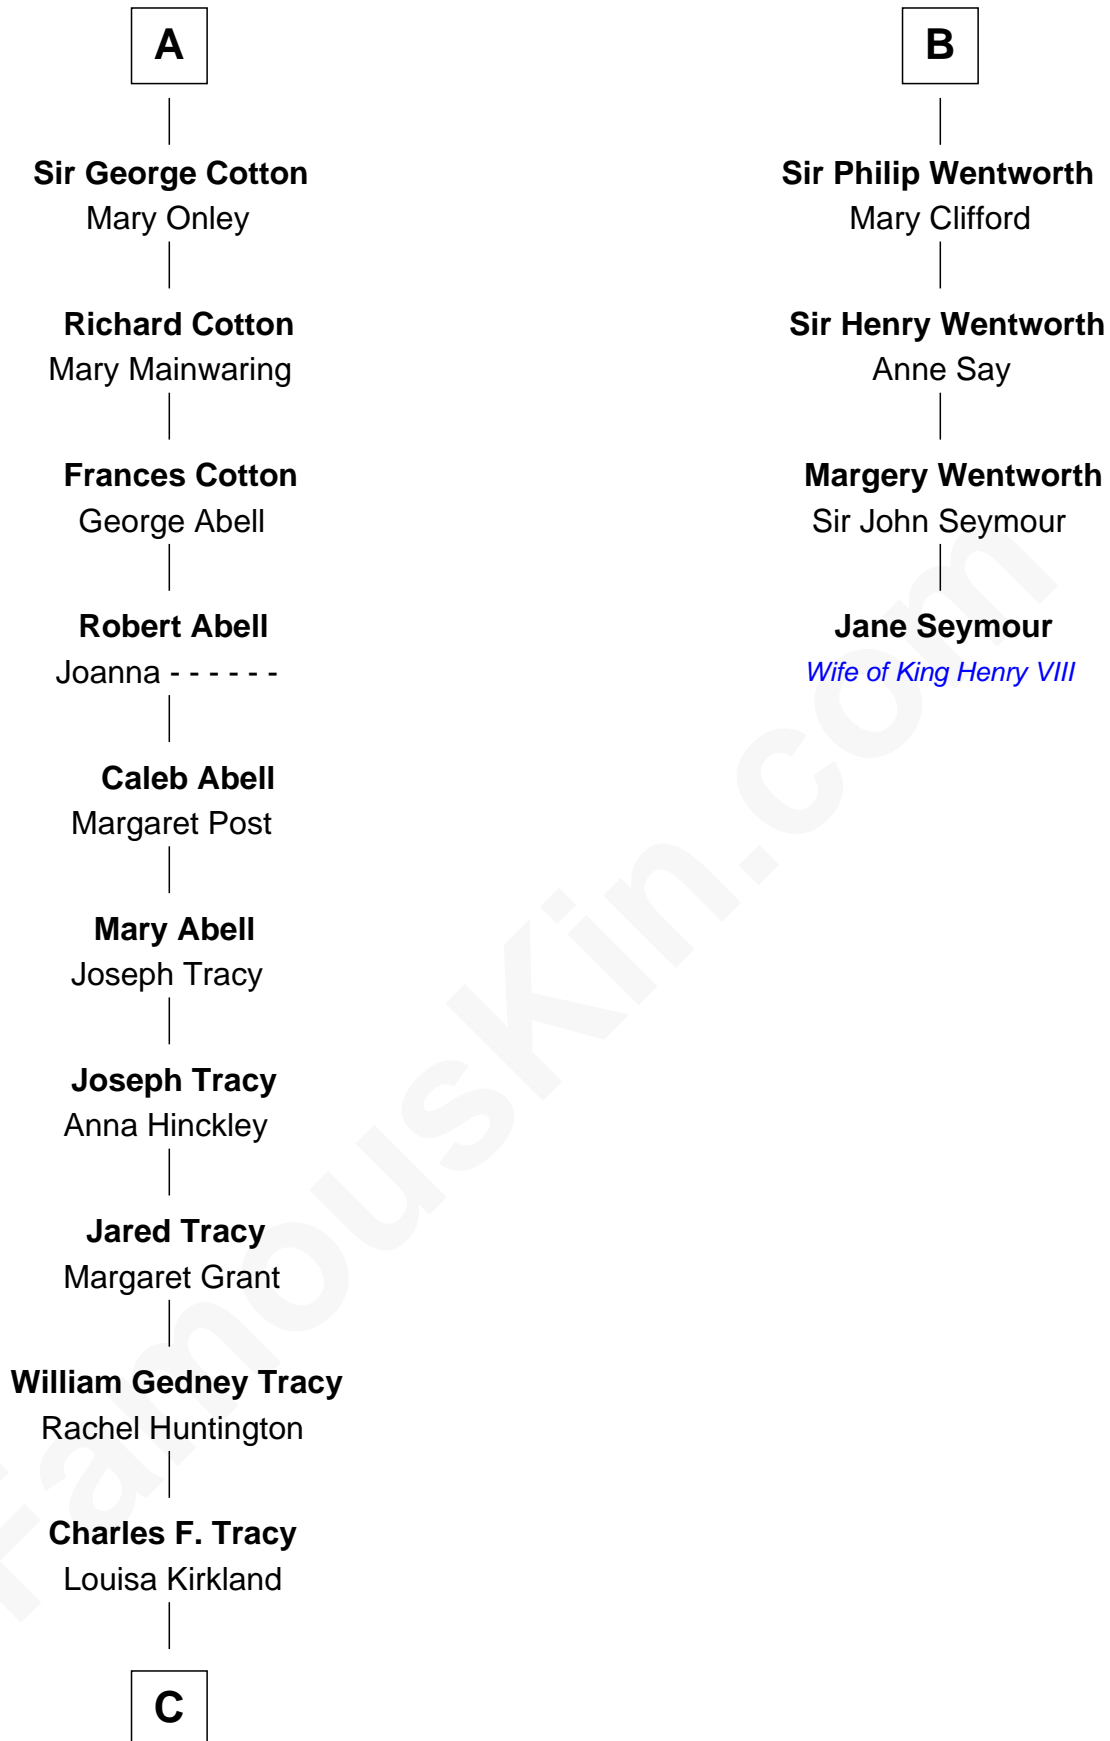 A
Sir George Cotton
Mary Onley
Richard Cotton
Mary Mainwaring
Frances Cotton
George Abell
Robert Abell
Joanna - - - - - -
Caleb Abell
Margaret Post
Mary Abell
Joseph Tracy
Joseph Tracy
Anna Hinckley
Jared Tracy
Margaret Grant
William Gedney Tracy
Rachel Huntington
Charles F. Tracy
Louisa Kirkland
C
B
Sir Philip Wentworth
Mary Clifford
Sir Henry Wentworth
Anne Say
Margery Wentworth
Sir John Seymour
Jane Seymour
Wife of King Henry VIII
FamousKin.com